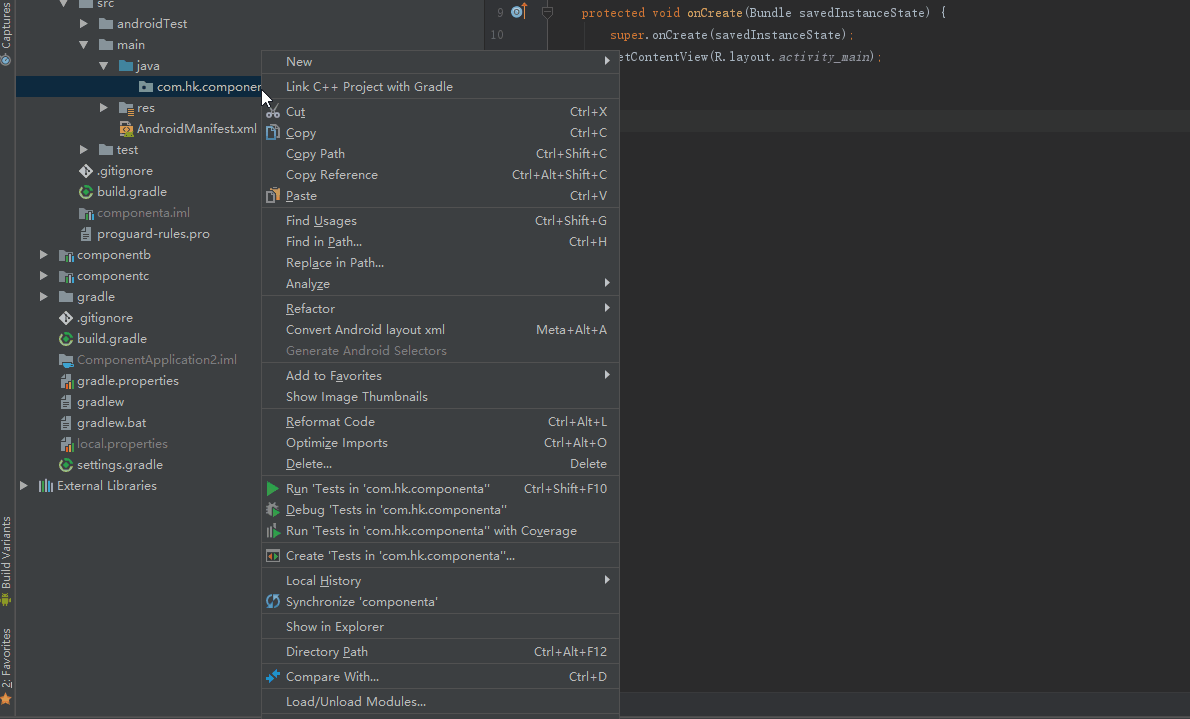 Captures
src
androidTest
main
java
com.hk.componen
res
AndroidManifest.xml
test
.gitignore
build.gradle
componenta.iml
proguard-rules.pro
componentb
componentc
gradle
.gitignore
build.gradle
ComponentApplication2.iml
gradle.properties
gradlew
gradlew.bat
local.properties
settings.gradle
External Libraries
Build Variants
2: Favorites
9 protected void onCreate(Bundle savedInstanceState) {
10 super.onCreate(savedInstanceState);
etContentView(R.layout.activity_main);
New
Link C++ Project with Gradle
Cut Ctrl+X
Copy Ctrl+C
Copy Path Ctrl+Shift+C
Copy Reference Ctrl+Alt+Shift+C
Paste Ctrl+V
Find Usages Ctrl+Shift+G
Find in Path... Ctrl+H
Replace in Path...
Analyze
Refactor
Convert Android layout xml Meta+Alt+A
Generate Android Selectors
Add to Favorites
Show Image Thumbnails
Reformat Code Ctrl+Alt+L
Optimize Imports Ctrl+Alt+O
Delete... Delete
Run 'Tests in 'com.hk.componenta'' Ctrl+Shift+F10
Debug 'Tests in 'com.hk.componenta''
Run 'Tests in 'com.hk.componenta'' with Coverage
Create 'Tests in 'com.hk.componenta''...
Local History
Synchronize 'componenta'
Show in Explorer
Directory Path Ctrl+Alt+F12
Compare With... Ctrl+D
Load/Unload Modules...